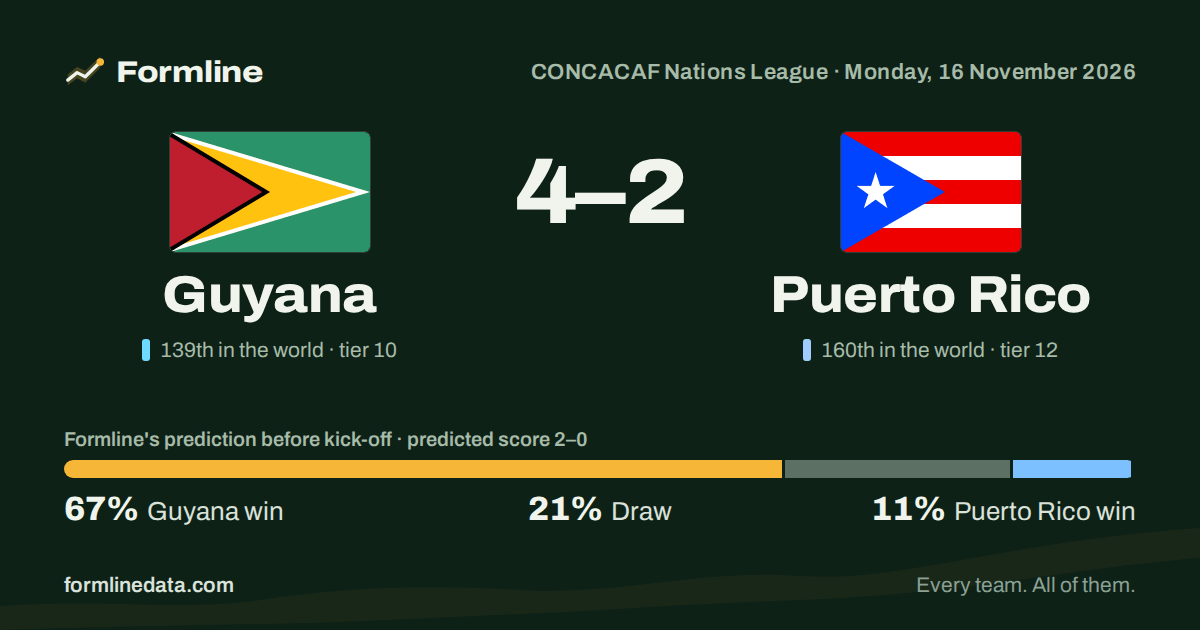 Formline
CONCACAF Nations League · Monday, 16 November 2026
4–2
Guyana
Puerto Rico
139th in the world · tier 10
160th in the world · tier 12
Formline's prediction before kick-off · predicted score 2–0
67% Guyana win
21% Draw
11% Puerto Rico win
formlinedata.com
Every team. All of them.